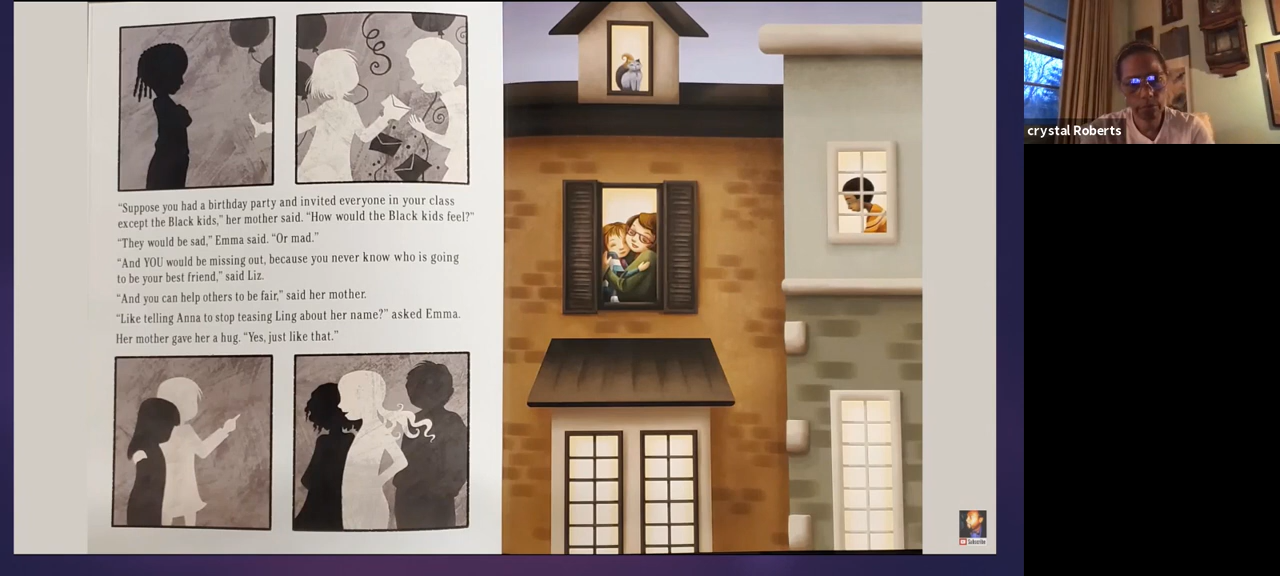 "Suppose you had a birthday party and invited everyone in your class
except the Black kids," her mother said. "How would the Black kids feel?"
"They would be sad," Emma said. "Or mad."
"And YOU would be missing out, because you never know who is going
to be your best friend," said Liz.
"And you can help others to be fair," said her mother.
"Like telling Anna to stop teasing Ling about her name?" asked Emma.
Her mother gave her a hug. "Yes, just like that."
crystal Roberts
Subscribe